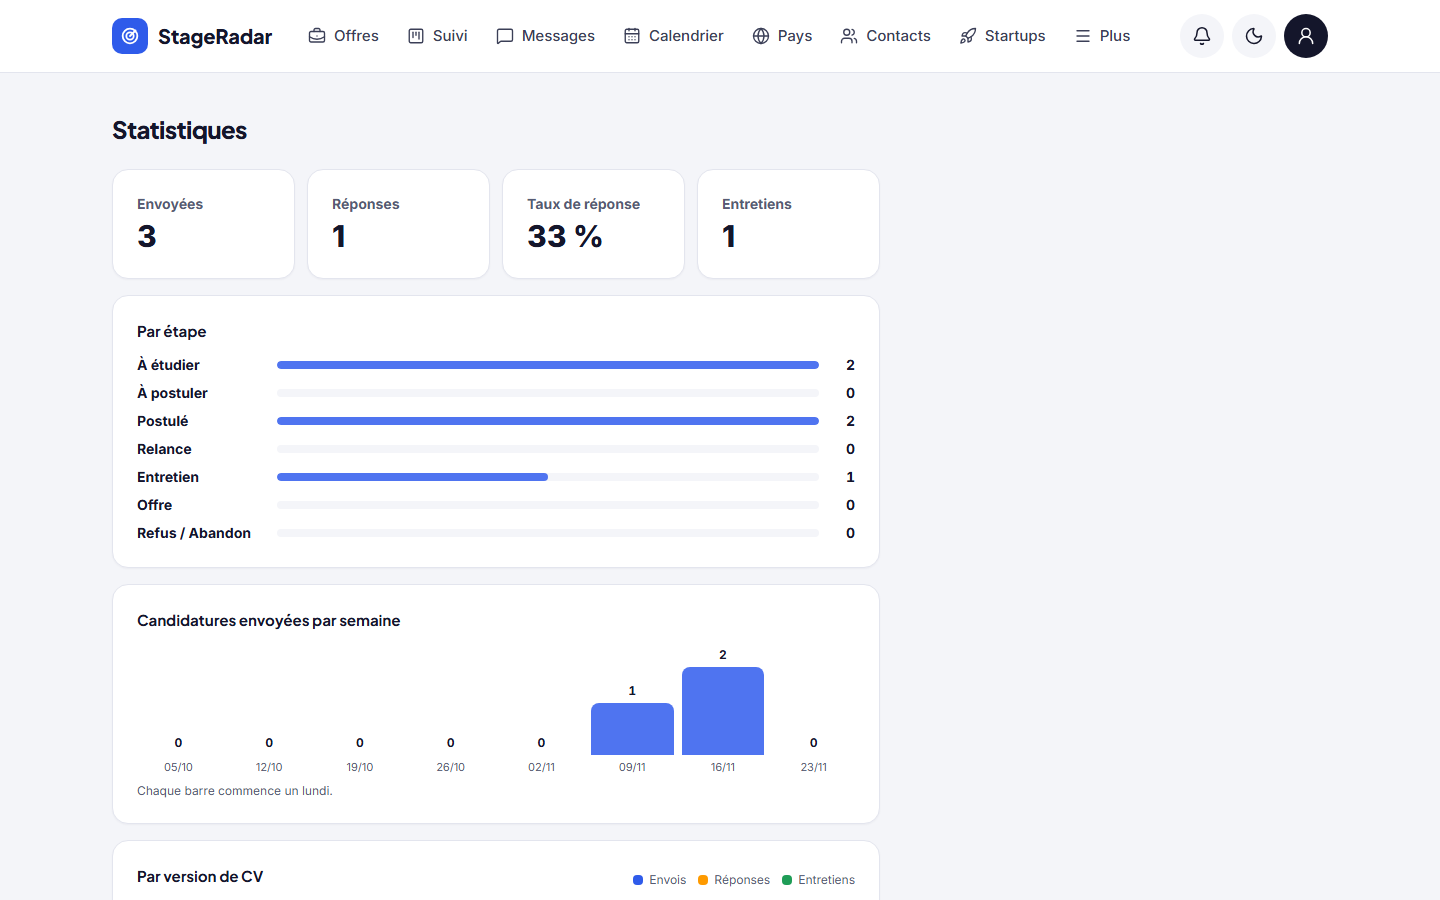 StageRadar
Offres
Suivi
Messages
Calendrier
Pays
Contacts
Startups
Plus
Statistiques
Envoyées
3
Réponses
1
Taux de réponse
33 %
Entretiens
1
Par étape
À étudier 2
À postuler 0
Postulé 2
Relance 0
Entretien 1
Offre 0
Refus / Abandon 0
Candidatures envoyées par semaine
0 0 0 0 0 1 2 0
05/10 12/10 19/10 26/10 02/11 09/11 16/11 23/11
Chaque barre commence un lundi.
Par version de CV
Envois Réponses Entretiens